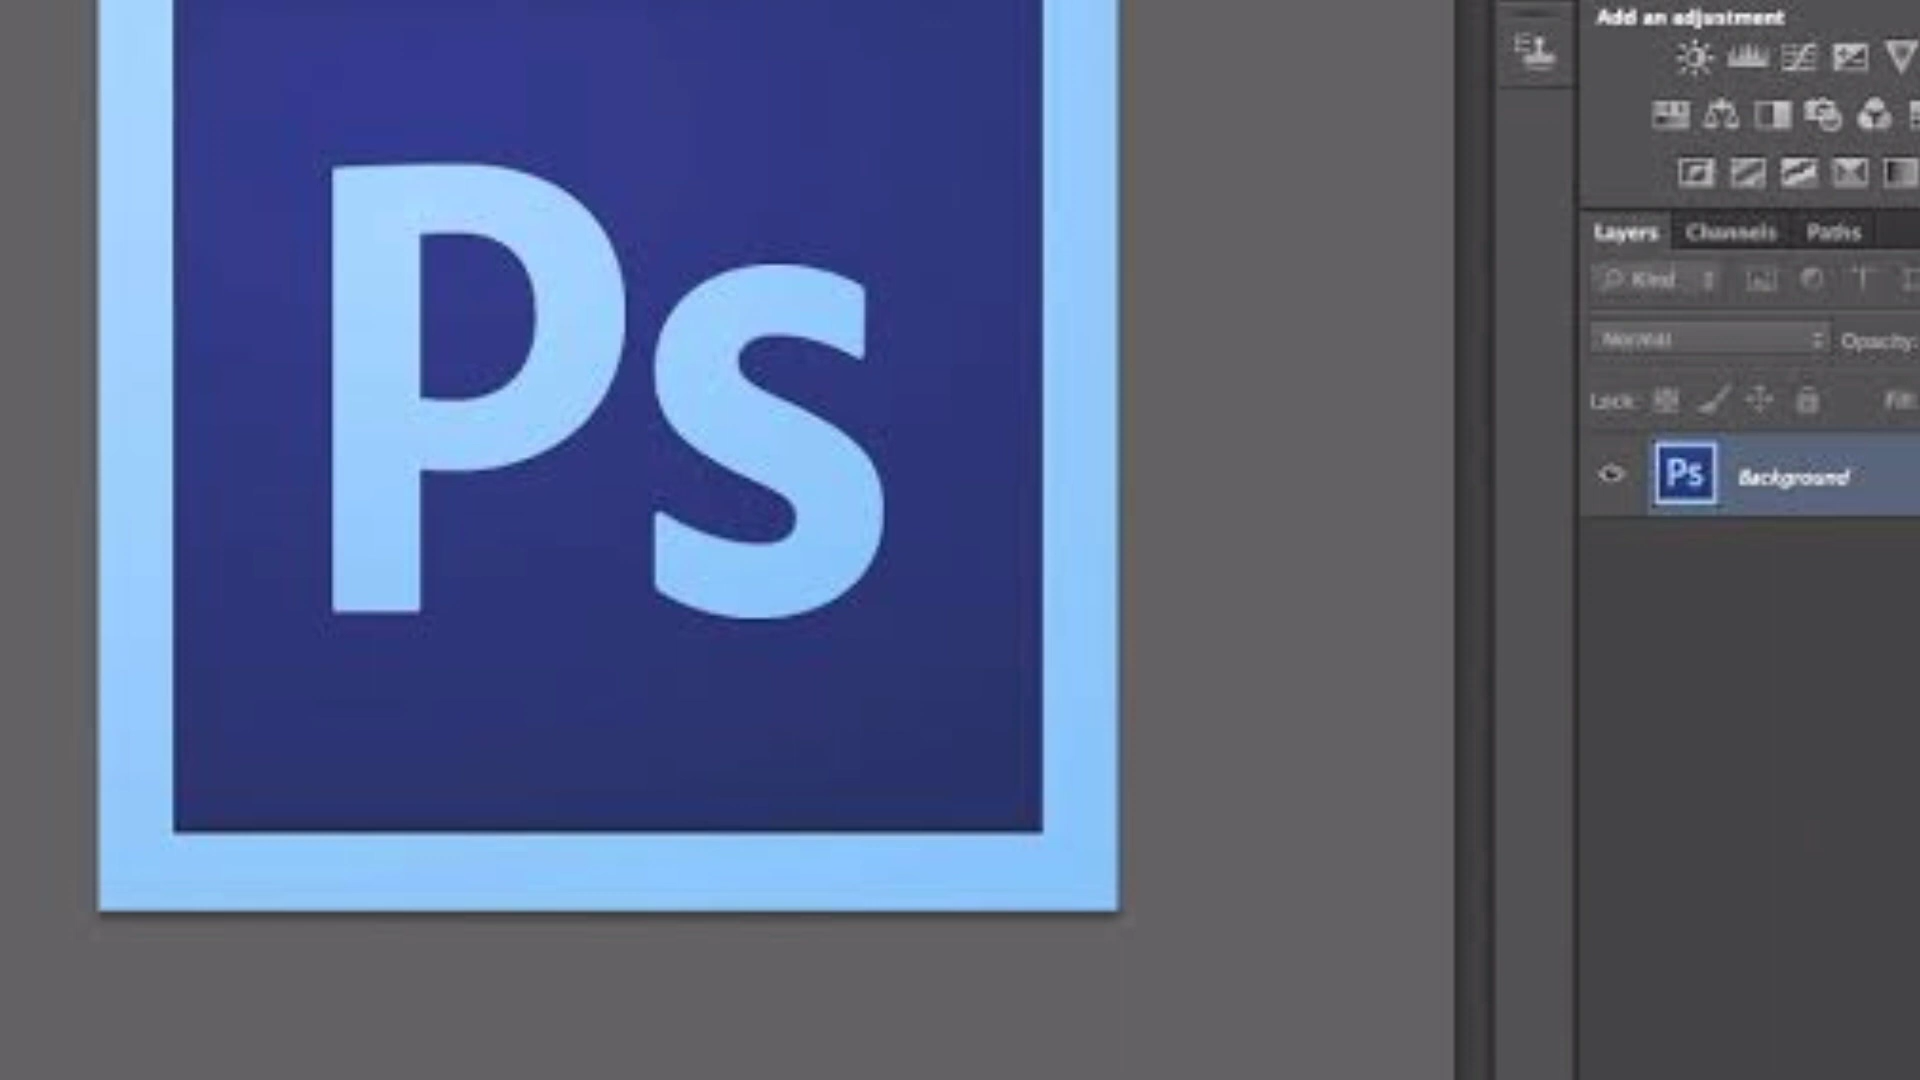 Ps
Add an adjustment
Layers Channels Paths
Kind
Normal Opacity:
Lock: Fill:
Ps Background